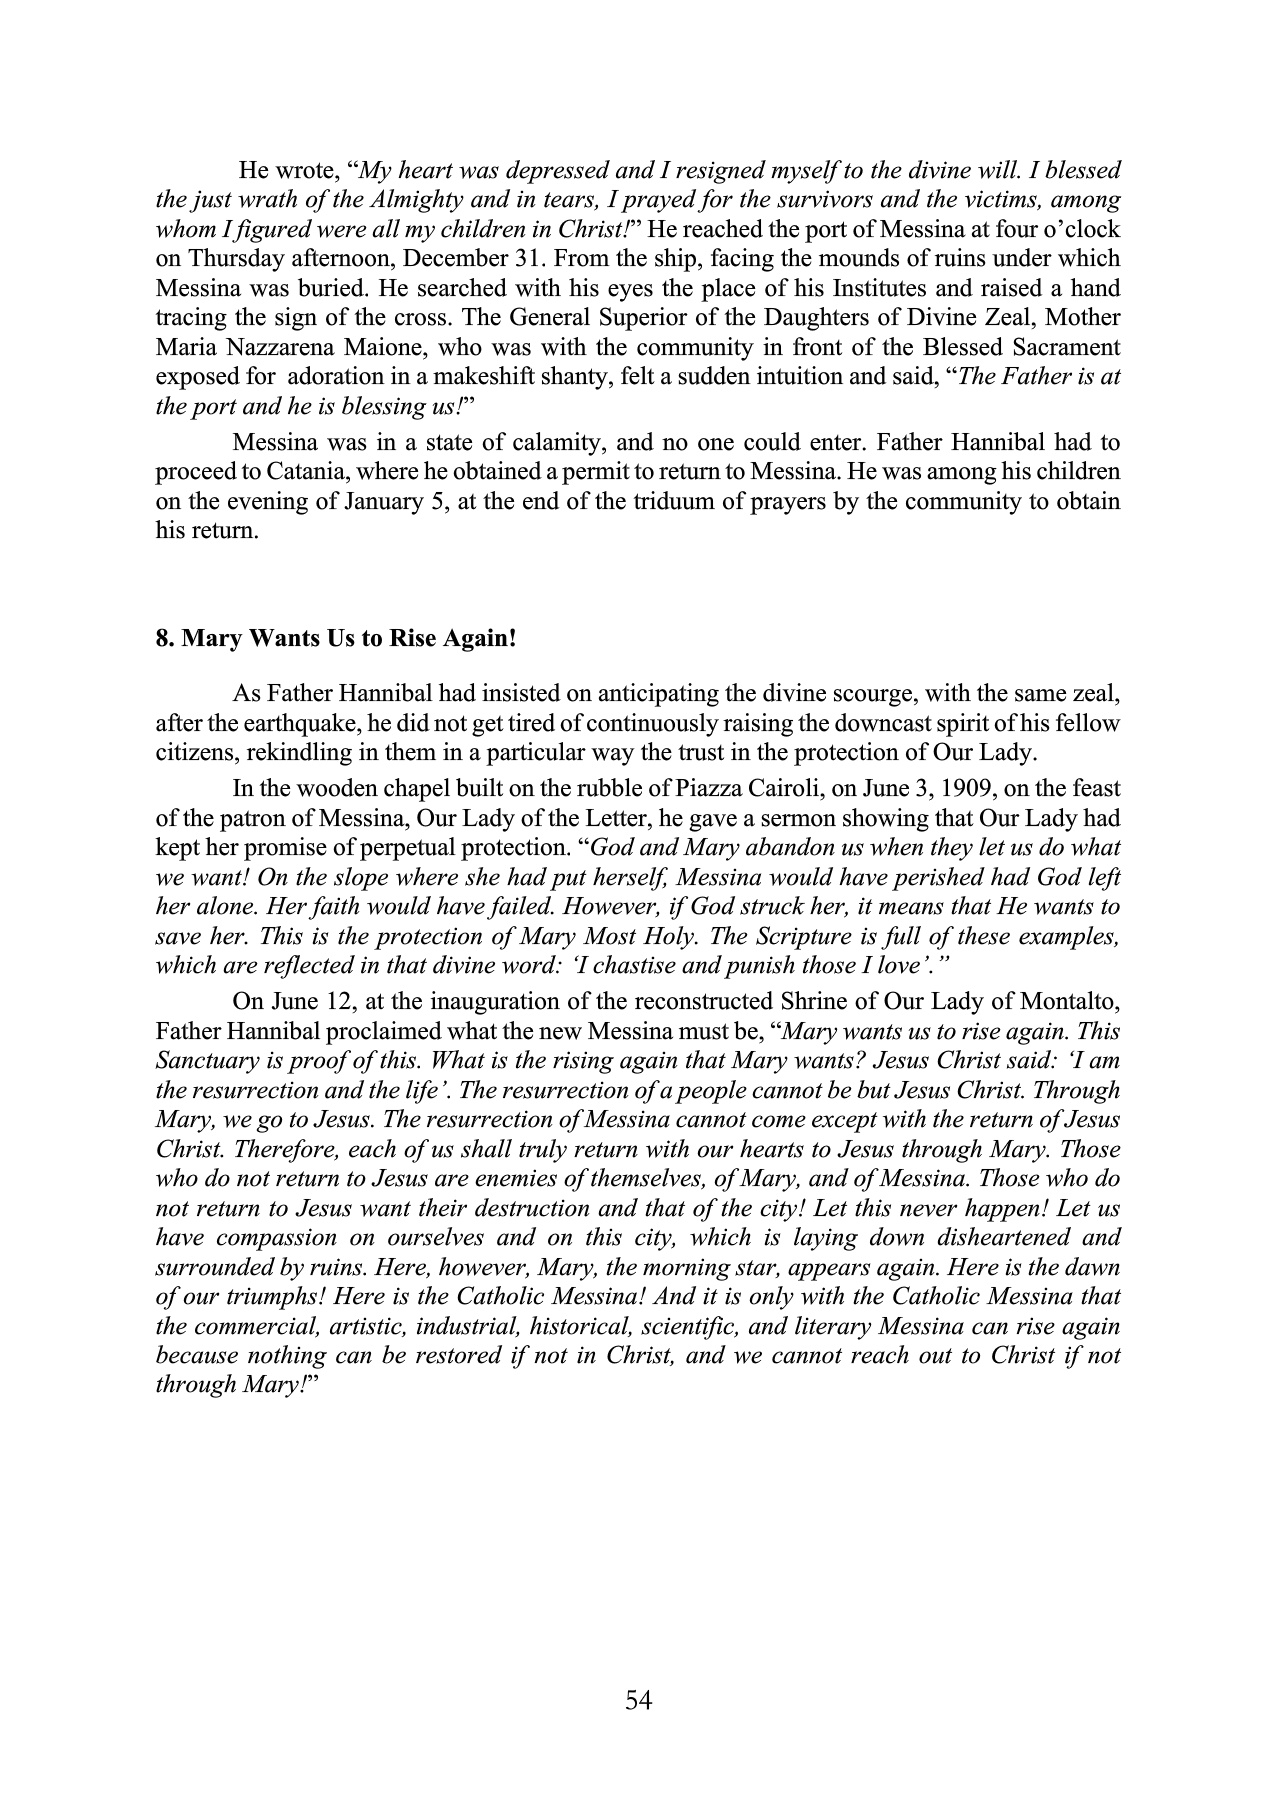 He wrote, “My heart was depressed and I resigned myself to the divine will. I blessed
the just wrath of the Almighty and in tears, I prayed for the survivors and the victims, among
whom I figured were all my children in Christ!” He reached the port of Messina at four o’clock
on Thursday afternoon, December 31. From the ship, facing the mounds of ruins under which
Messina was buried. He searched with his eyes the place of his Institutes and raised a hand
tracing the sign of the cross. The General Superior of the Daughters of Divine Zeal, Mother
Maria Nazzarena Maione, who was with the community in front of the Blessed Sacrament
exposed for adoration in a makeshift shanty, felt a sudden intuition and said, “The Father is at
the port and he is blessing us!”
Messina was in a state of calamity, and no one could enter. Father Hannibal had to
proceed to Catania, where he obtained a permit to return to Messina. He was among his children
on the evening of January 5, at the end of the triduum of prayers by the community to obtain
his return.
8. Mary Wants Us to Rise Again!
As Father Hannibal had insisted on anticipating the divine scourge, with the same zeal,
after the earthquake, he did not get tired of continuously raising the downcast spirit of his fellow
citizens, rekindling in them in a particular way the trust in the protection of Our Lady.
In the wooden chapel built on the rubble of Piazza Cairoli, on June 3, 1909, on the feast
of the patron of Messina, Our Lady of the Letter, he gave a sermon showing that Our Lady had
kept her promise of perpetual protection. “God and Mary abandon us when they let us do what
we want! On the slope where she had put herself, Messina would have perished had God left
her alone. Her faith would have failed. However, if God struck her, it means that He wants to
save her. This is the protection of Mary Most Holy. The Scripture is full of these examples,
which are reflected in that divine word: ‘I chastise and punish those I love’.”
On June 12, at the inauguration of the reconstructed Shrine of Our Lady of Montalto,
Father Hannibal proclaimed what the new Messina must be, “Mary wants us to rise again. This
Sanctuary is proof of this. What is the rising again that Mary wants? Jesus Christ said: ‘I am
the resurrection and the life’. The resurrection of a people cannot be but Jesus Christ. Through
Mary, we go to Jesus. The resurrection of Messina cannot come except with the return of Jesus
Christ. Therefore, each of us shall truly return with our hearts to Jesus through Mary. Those
who do not return to Jesus are enemies of themselves, of Mary, and of Messina. Those who do
not return to Jesus want their destruction and that of the city! Let this never happen! Let us
have compassion on ourselves and on this city, which is laying down disheartened and
surrounded by ruins. Here, however, Mary, the morning star, appears again. Here is the dawn
of our triumphs! Here is the Catholic Messina! And it is only with the Catholic Messina that
the commercial, artistic, industrial, historical, scientific, and literary Messina can rise again
because nothing can be restored if not in Christ, and we cannot reach out to Christ if not
through Mary!”
54